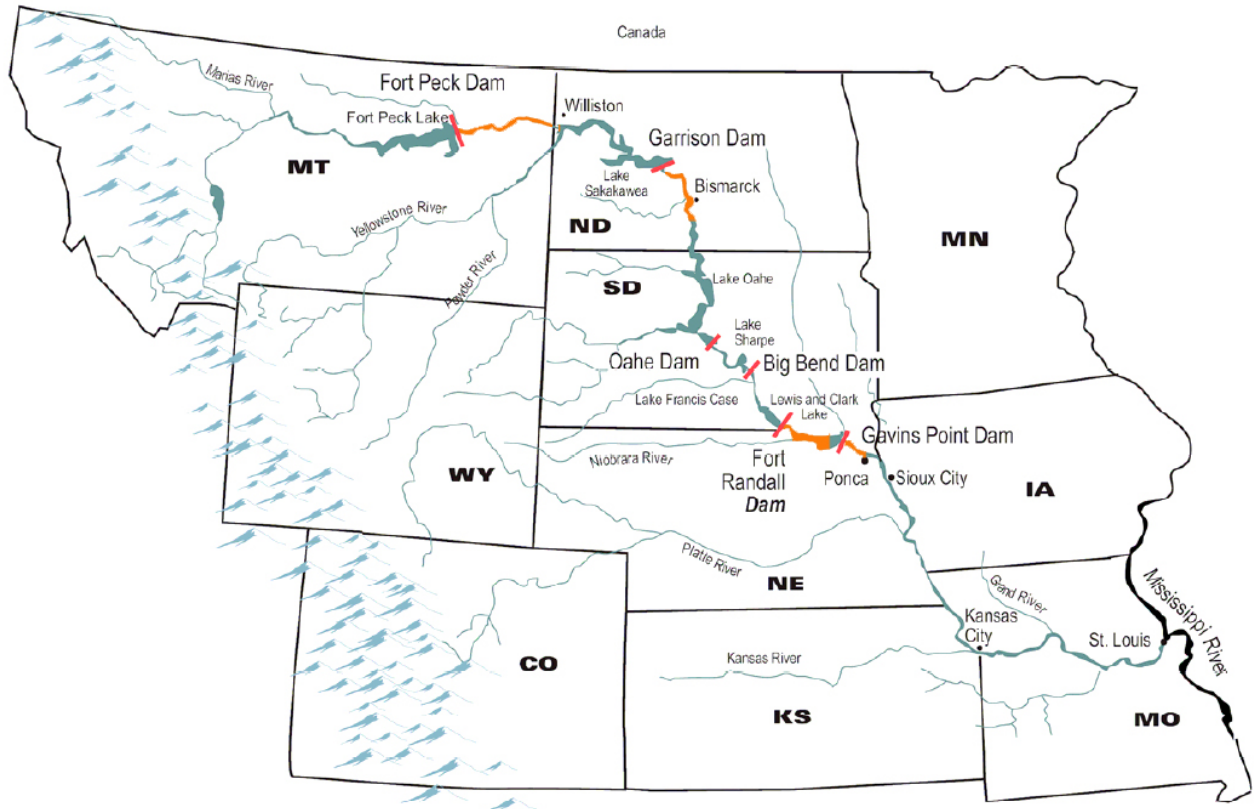 Canada
Marias River
Fort Peck Dam
Fort Peck Lake
Williston
Garrison Dam
MT
Lake
Sakakawea
Bismarck
Yellowstone River
ND
MN
Powder River
SD
Lake Oahe
Lake
Sharpe
Oahe Dam
Big Bend Dam
Lake Francis Case
Lewis and Clark
Lake
Gavins Point Dam
Niobrara River
Fort
Randall
Dam
Ponca
Sioux City
WY
IA
Platte River
NE
Grand River
Mississippi River
Kansas
City
St. Louis
Kansas River
CO
KS
MO